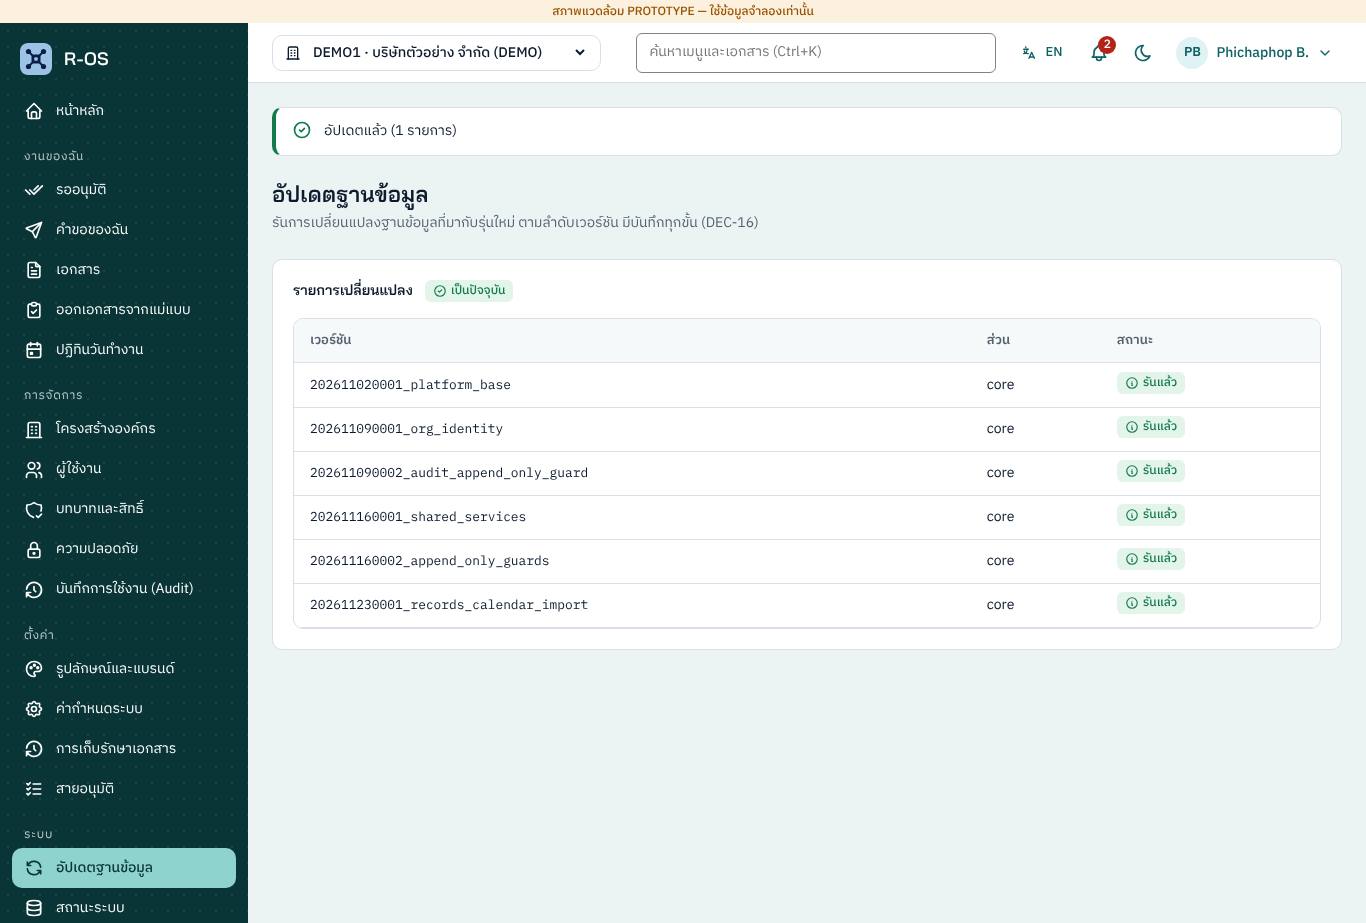 สภาพแวดล้อม PROTOTYPE — ใช้ข้อมูลจำลองเท่านั้น
R-OS
DEMO1 · บริษัทตัวอย่าง จำกัด (DEMO)
ค้นหาเมนูและเอกสาร (Ctrl+K)
EN
2
PB
Phichaphop B.
หน้าหลัก
งานของฉัน
รออนุมัติ
คำขอของฉัน
เอกสาร
ออกเอกสารจากแม่แบบ
ปฏิทินวันทำงาน
การจัดการ
โครงสร้างองค์กร
ผู้ใช้งาน
บทบาทและสิทธิ์
ความปลอดภัย
บันทึกการใช้งาน (Audit)
ตั้งค่า
รูปลักษณ์และแบรนด์
ค่ากำหนดระบบ
การเก็บรักษาเอกสาร
สายอนุมัติ
ระบบ
อัปเดตฐานข้อมูล
สถานะระบบ
อัปเดตแล้ว (1 รายการ)
อัปเดตฐานข้อมูล
รันการเปลี่ยนแปลงฐานข้อมูลที่มากับรุ่นใหม่ ตามลำดับเวอร์ชัน มีบันทึกทุกขั้น (DEC-16)
รายการเปลี่ยนแปลง เป็นปัจจุบัน
เวอร์ชัน ส่วน สถานะ
202611020001_platform_base core รันแล้ว
202611090001_org_identity core รันแล้ว
202611090002_audit_append_only_guard core รันแล้ว
202611160001_shared_services core รันแล้ว
202611160002_append_only_guards core รันแล้ว
202611230001_records_calendar_import core รันแล้ว